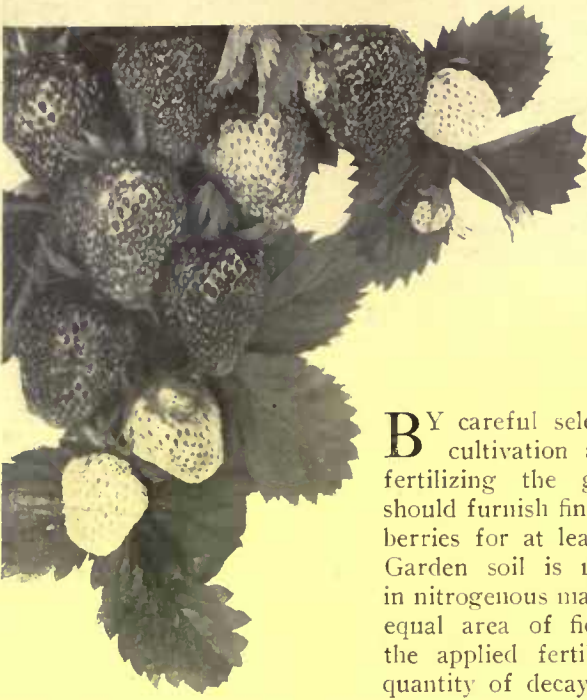 BY careful sele
cultivation a
fertilizing the g
should furnish fin
berries for at lea
Garden soil is
in nitrogenous ma
equal area of fie
the applied ferti
quantity of decay